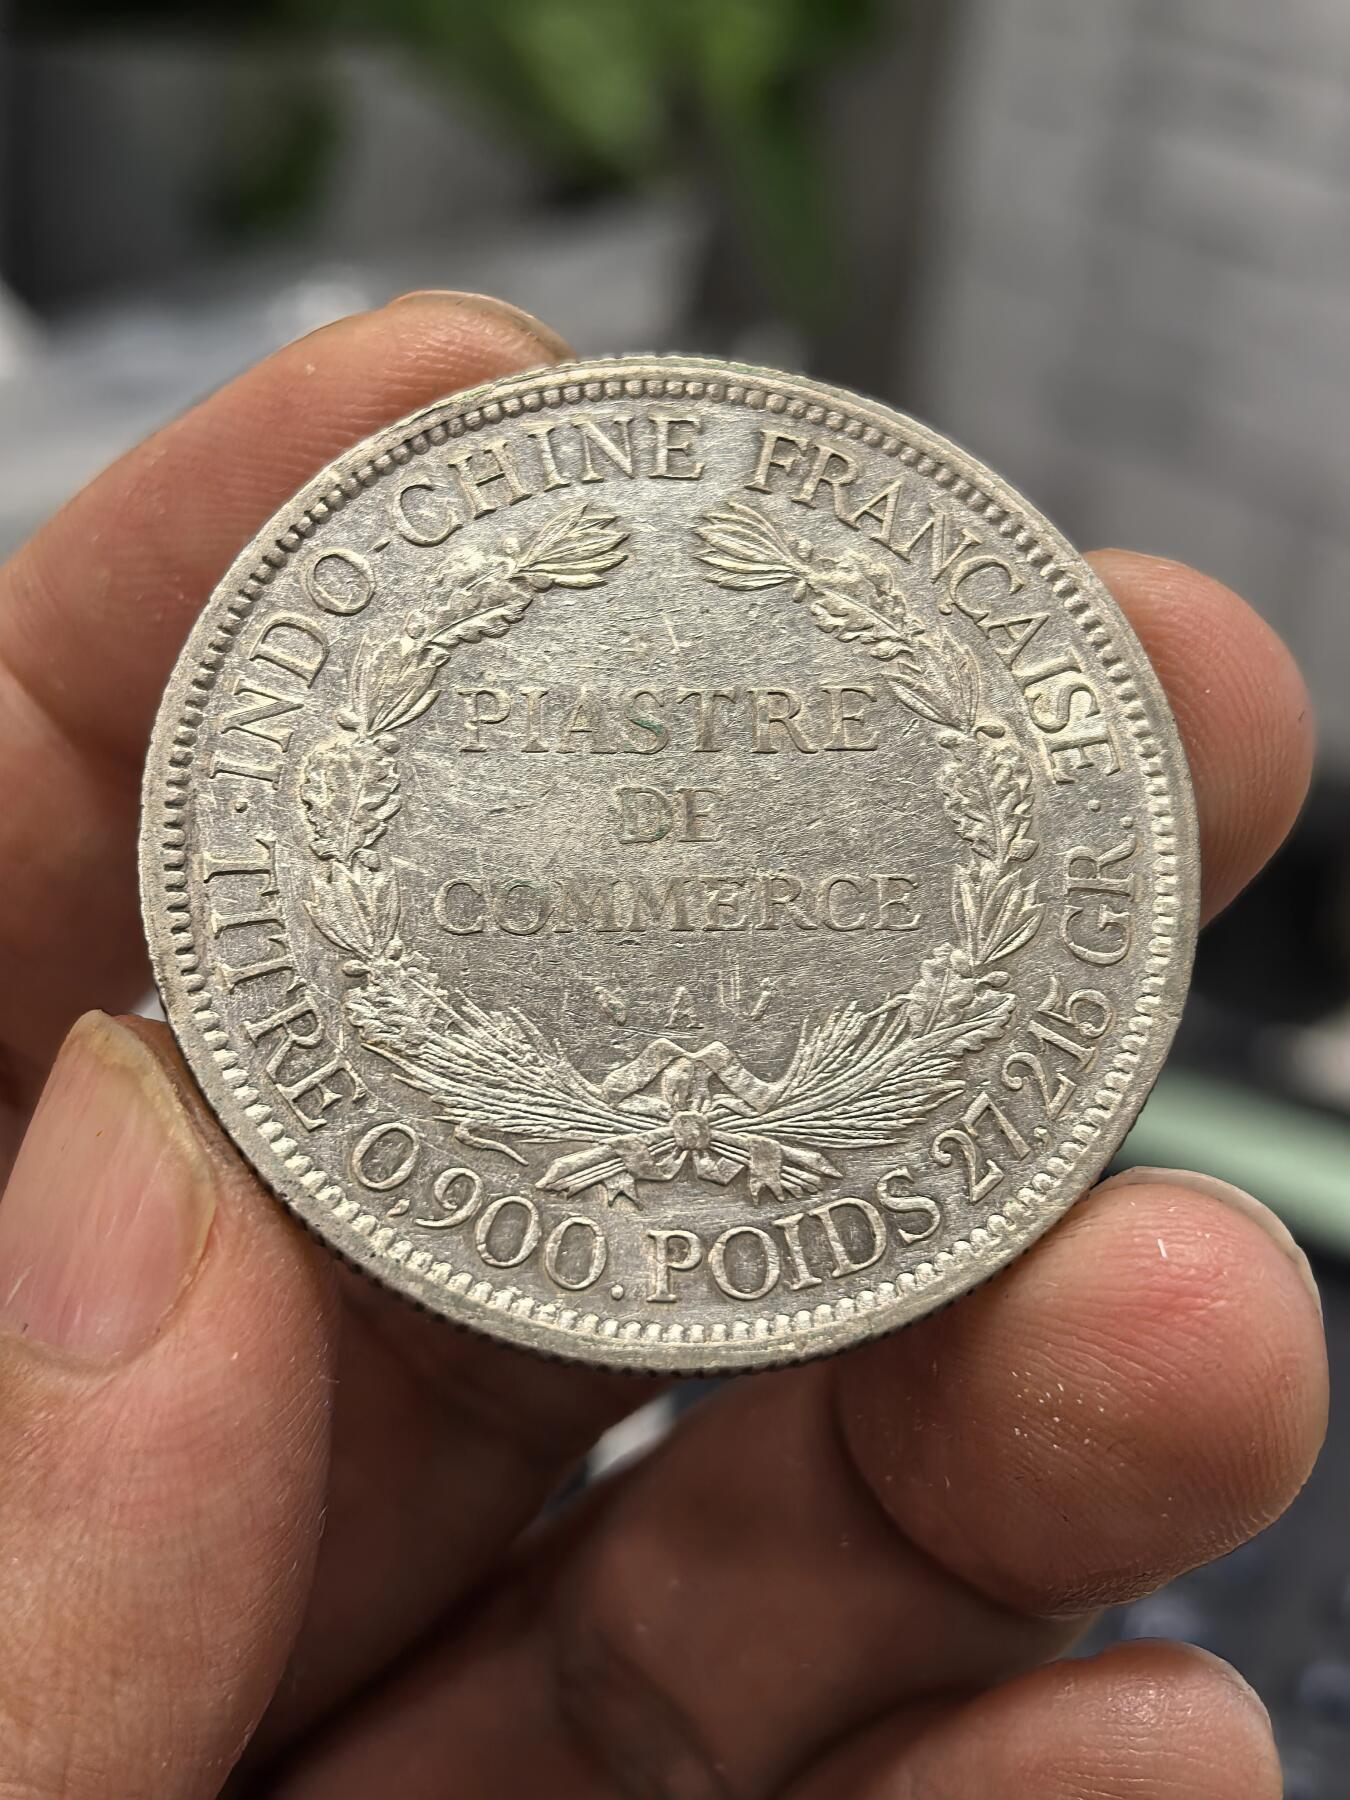 ·INDO-CHINE FRANÇAISE·
PIASTRE
DE
COMMERCE
A
TITRE 0,900. POIDS 27,215 GR.